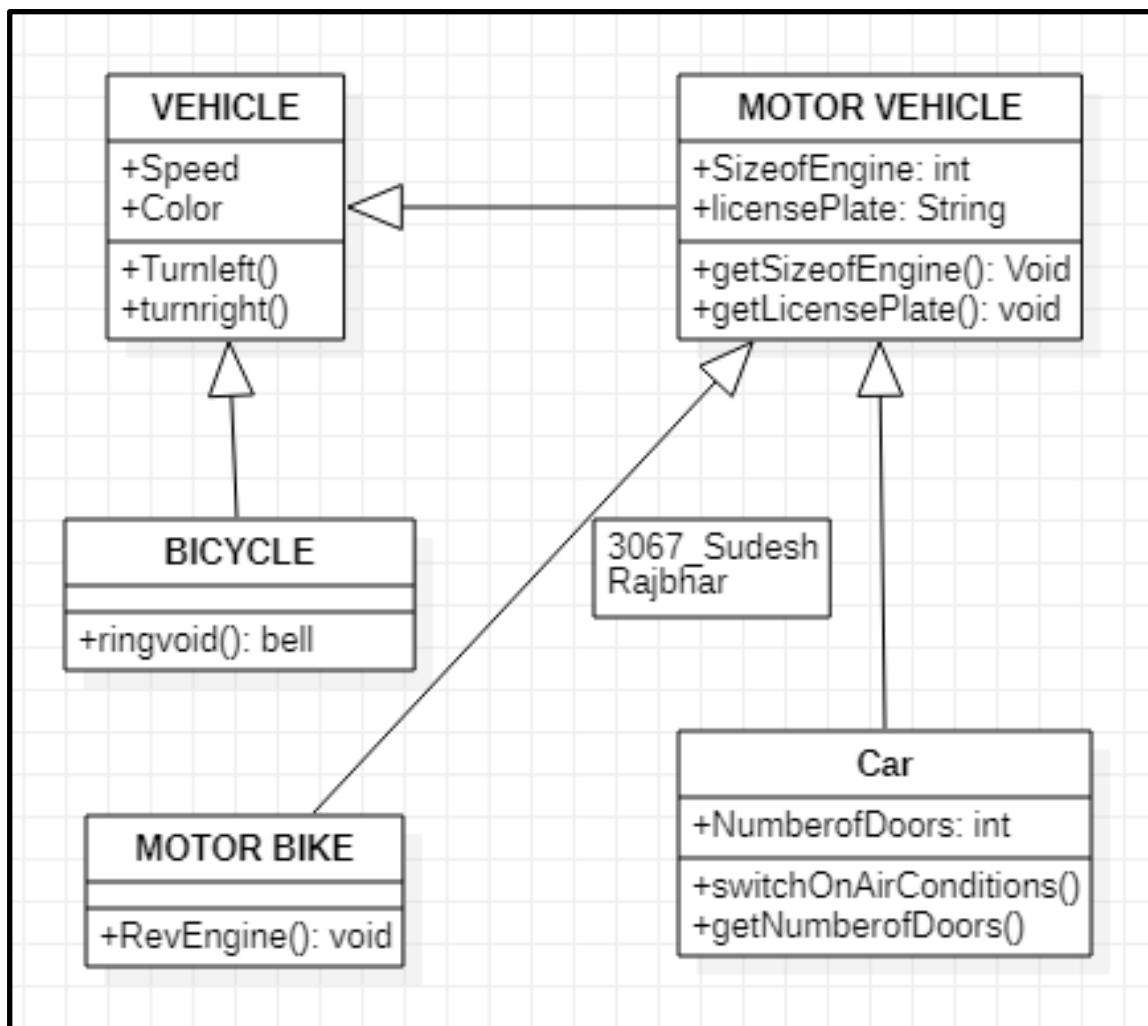 VEHICLE
+Speed
+Color
+Turnleft()
+turnright()
MOTOR VEHICLE
+SizeofEngine: int
+licensePlate: String
+getSizeofEngine(): Void
+getLicensePlate(): void
BICYCLE
+ringvoid(): bell
3067_Sudesh
Rajbhar
MOTOR BIKE
+RevEngine(): void
Car
+NumberofDoors: int
+switchOnAirConditions()
+getNumberofDoors()